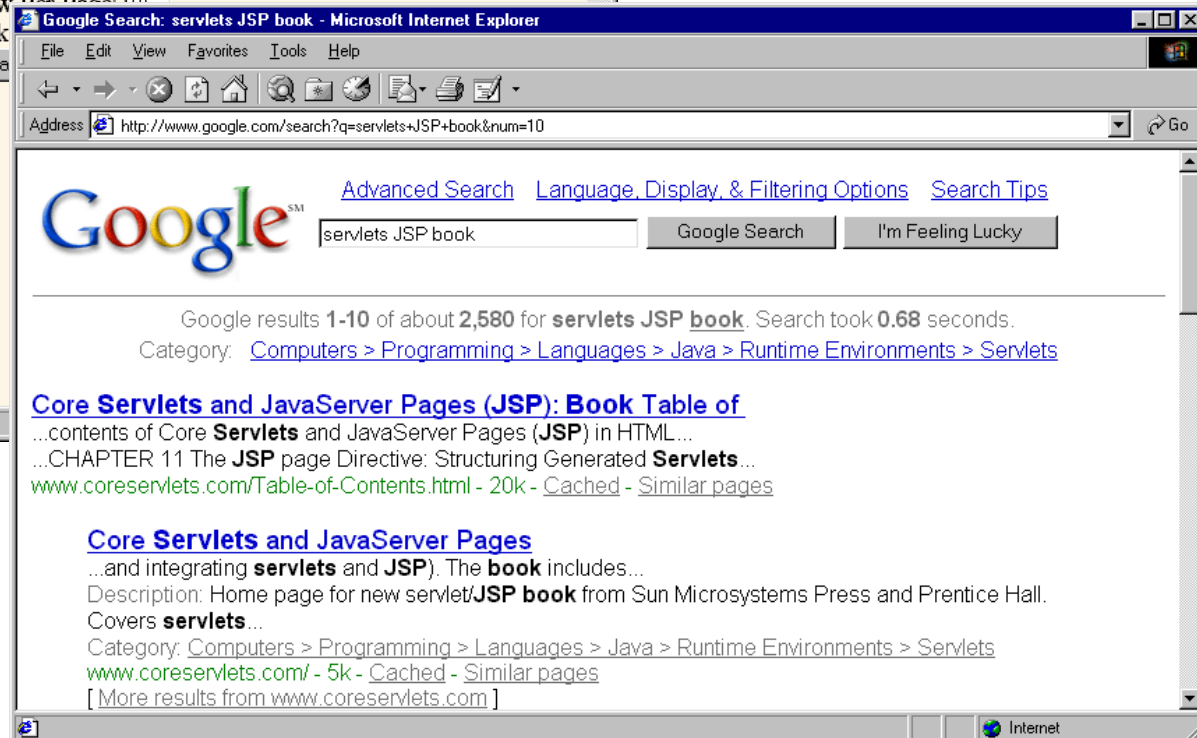 Google Search: servlets JSP book - Microsoft Internet Explorer
File Edit View Favorites Tools Help
Address http://www.google.com/search?q=servlets+JSP+book&num=10 Go
Advanced Search Language, Display, & Filtering Options Search Tips
Google SM
servlets JSP book Google Search I'm Feeling Lucky
Google results 1-10 of about 2,580 for servlets JSP book. Search took 0.68 seconds.
Category: Computers > Programming > Languages > Java > Runtime Environments > Servlets
Core Servlets and JavaServer Pages (JSP): Book Table of
...contents of Core Servlets and JavaServer Pages (JSP) in HTML...
...CHAPTER 11 The JSP page Directive: Structuring Generated Servlets...
www.coreservlets.com/Table-of-Contents.html - 20k - Cached - Similar pages
Core Servlets and JavaServer Pages
...and integrating servlets and JSP). The book includes...
Description: Home page for new servlet/JSP book from Sun Microsystems Press and Prentice Hall.
Covers servlets...
Category: Computers > Programming > Languages > Java > Runtime Environments > Servlets
www.coreservlets.com/ - 5k - Cached - Similar pages
[ More results from www.coreservlets.com ]
Internet